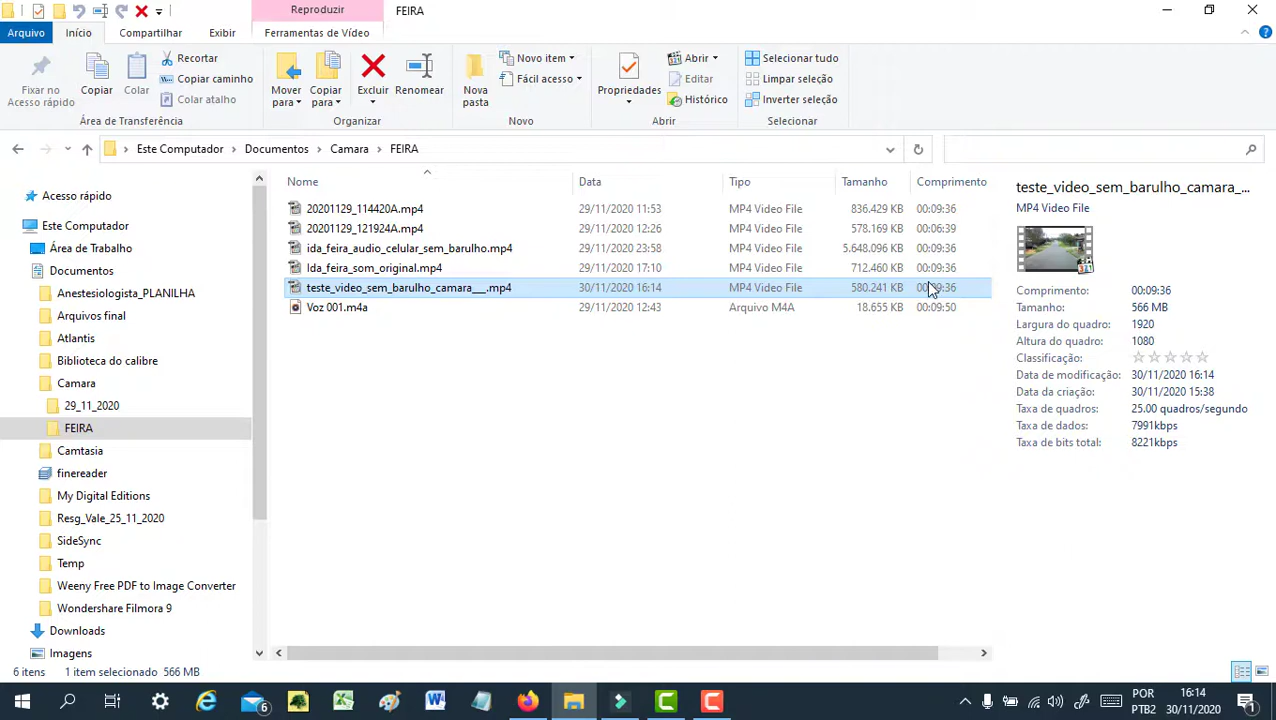 Reproduzir
FEIRA
Arquivo
Início
Compartilhar
Exibir
Ferramentas de Vídeo
Fixar no
Acesso rápido
Copiar
Colar
Recortar
Copiar caminho
Colar atalho
Área de Transferência
Mover
para
Copiar
para
Excluir
Renomear
Organizar
Nova
pasta
Novo item
Fácil acesso
Novo
Propriedades
Abrir
Editar
Histórico
Abrir
Selecionar tudo
Limpar seleção
Inverter seleção
Selecionar
Este Computador > Documentos > Camara > FEIRA
Nome Data Tipo Tamanho Comprimento
20201129_114420A.mp4 29/11/2020 11:53 MP4 Video File 836.429 KB 00:09:36
20201129_121924A.mp4 29/11/2020 12:26 MP4 Video File 578.169 KB 00:06:39
ida_feira_audio_celular_sem_barulho.mp4 29/11/2020 23:58 MP4 Video File 5.648.096 KB 00:09:36
Ida_feira_som_original.mp4 29/11/2020 17:10 MP4 Video File 712.460 KB 00:09:36
teste_video_sem_barulho_camara___.mp4 30/11/2020 16:14 MP4 Video File 580.241 KB 00:09:36
Voz 001.m4a 29/11/2020 12:43 Arquivo M4A 18.655 KB 00:09:50
Acesso rápido
Este Computador
Área de Trabalho
Documentos
Anestesiologista_PLANILHA
Arquivos final
Atlantis
Biblioteca do calibre
Camara
29_11_2020
FEIRA
Camtasia
finereader
My Digital Editions
Resg_Vale_25_11_2020
SideSync
Temp
Weeny Free PDF to Image Converter
Wondershare Filmora 9
Downloads
Imagens
teste_video_sem_barulho_camara_...
MP4 Video File
321
Comprimento: 00:09:36
Tamanho: 566 MB
Largura do quadro: 1920
Altura do quadro: 1080
Classificação:
Data de modificação: 30/11/2020 16:14
Data da criação: 30/11/2020 15:38
Taxa de quadros: 25.00 quadros/segundo
Taxa de dados: 7991kbps
Taxa de bits total: 8221kbps
6 itens 1 item selecionado 566 MB
6
POR
PTB2
16:14
30/11/2020
1